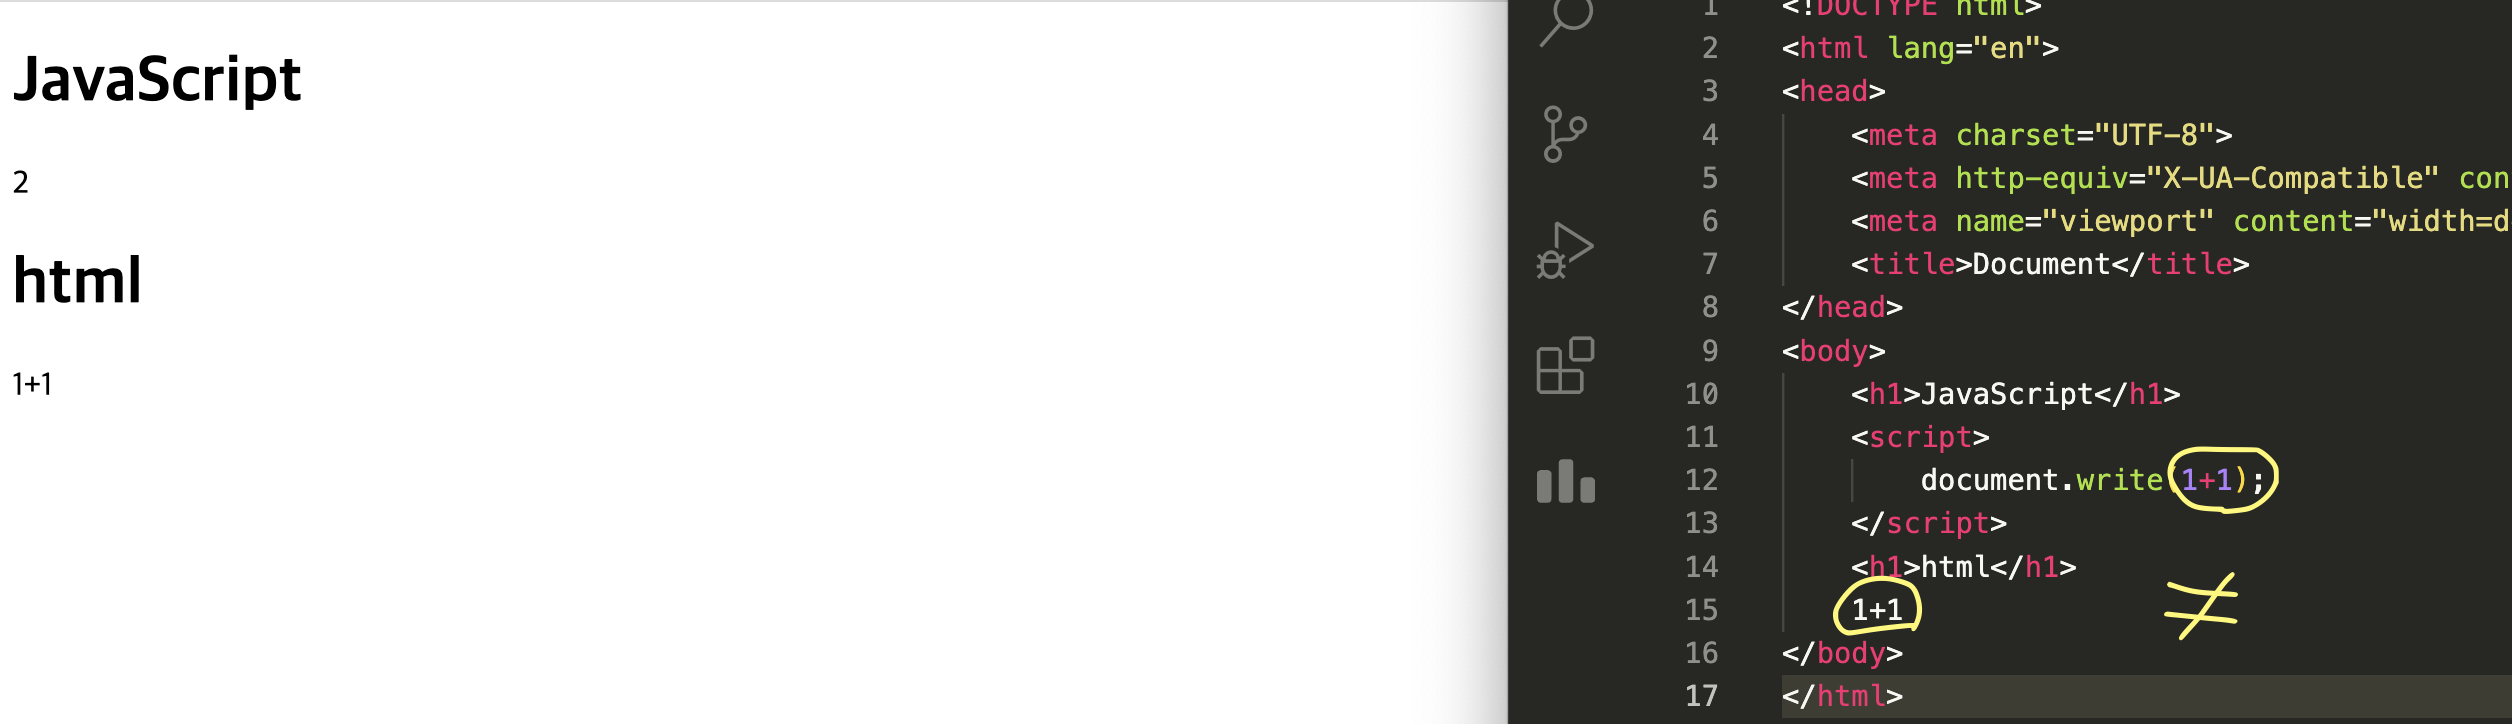 JavaScript
2
html
1+1
1 <!DOCTYPE html>
2 <html lang="en">
3 <head>
4 <meta charset="UTF-8">
5 <meta http-equiv="X-UA-Compatible" con
6 <meta name="viewport" content="width=d
7 <title>Document</title>
8 </head>
9 <body>
10 <h1>JavaScript</h1>
11 <script>
12 document.write(1+1);
13 </script>
14 <h1>html</h1>
15 1+1
≠
16 </body>
17 </html>